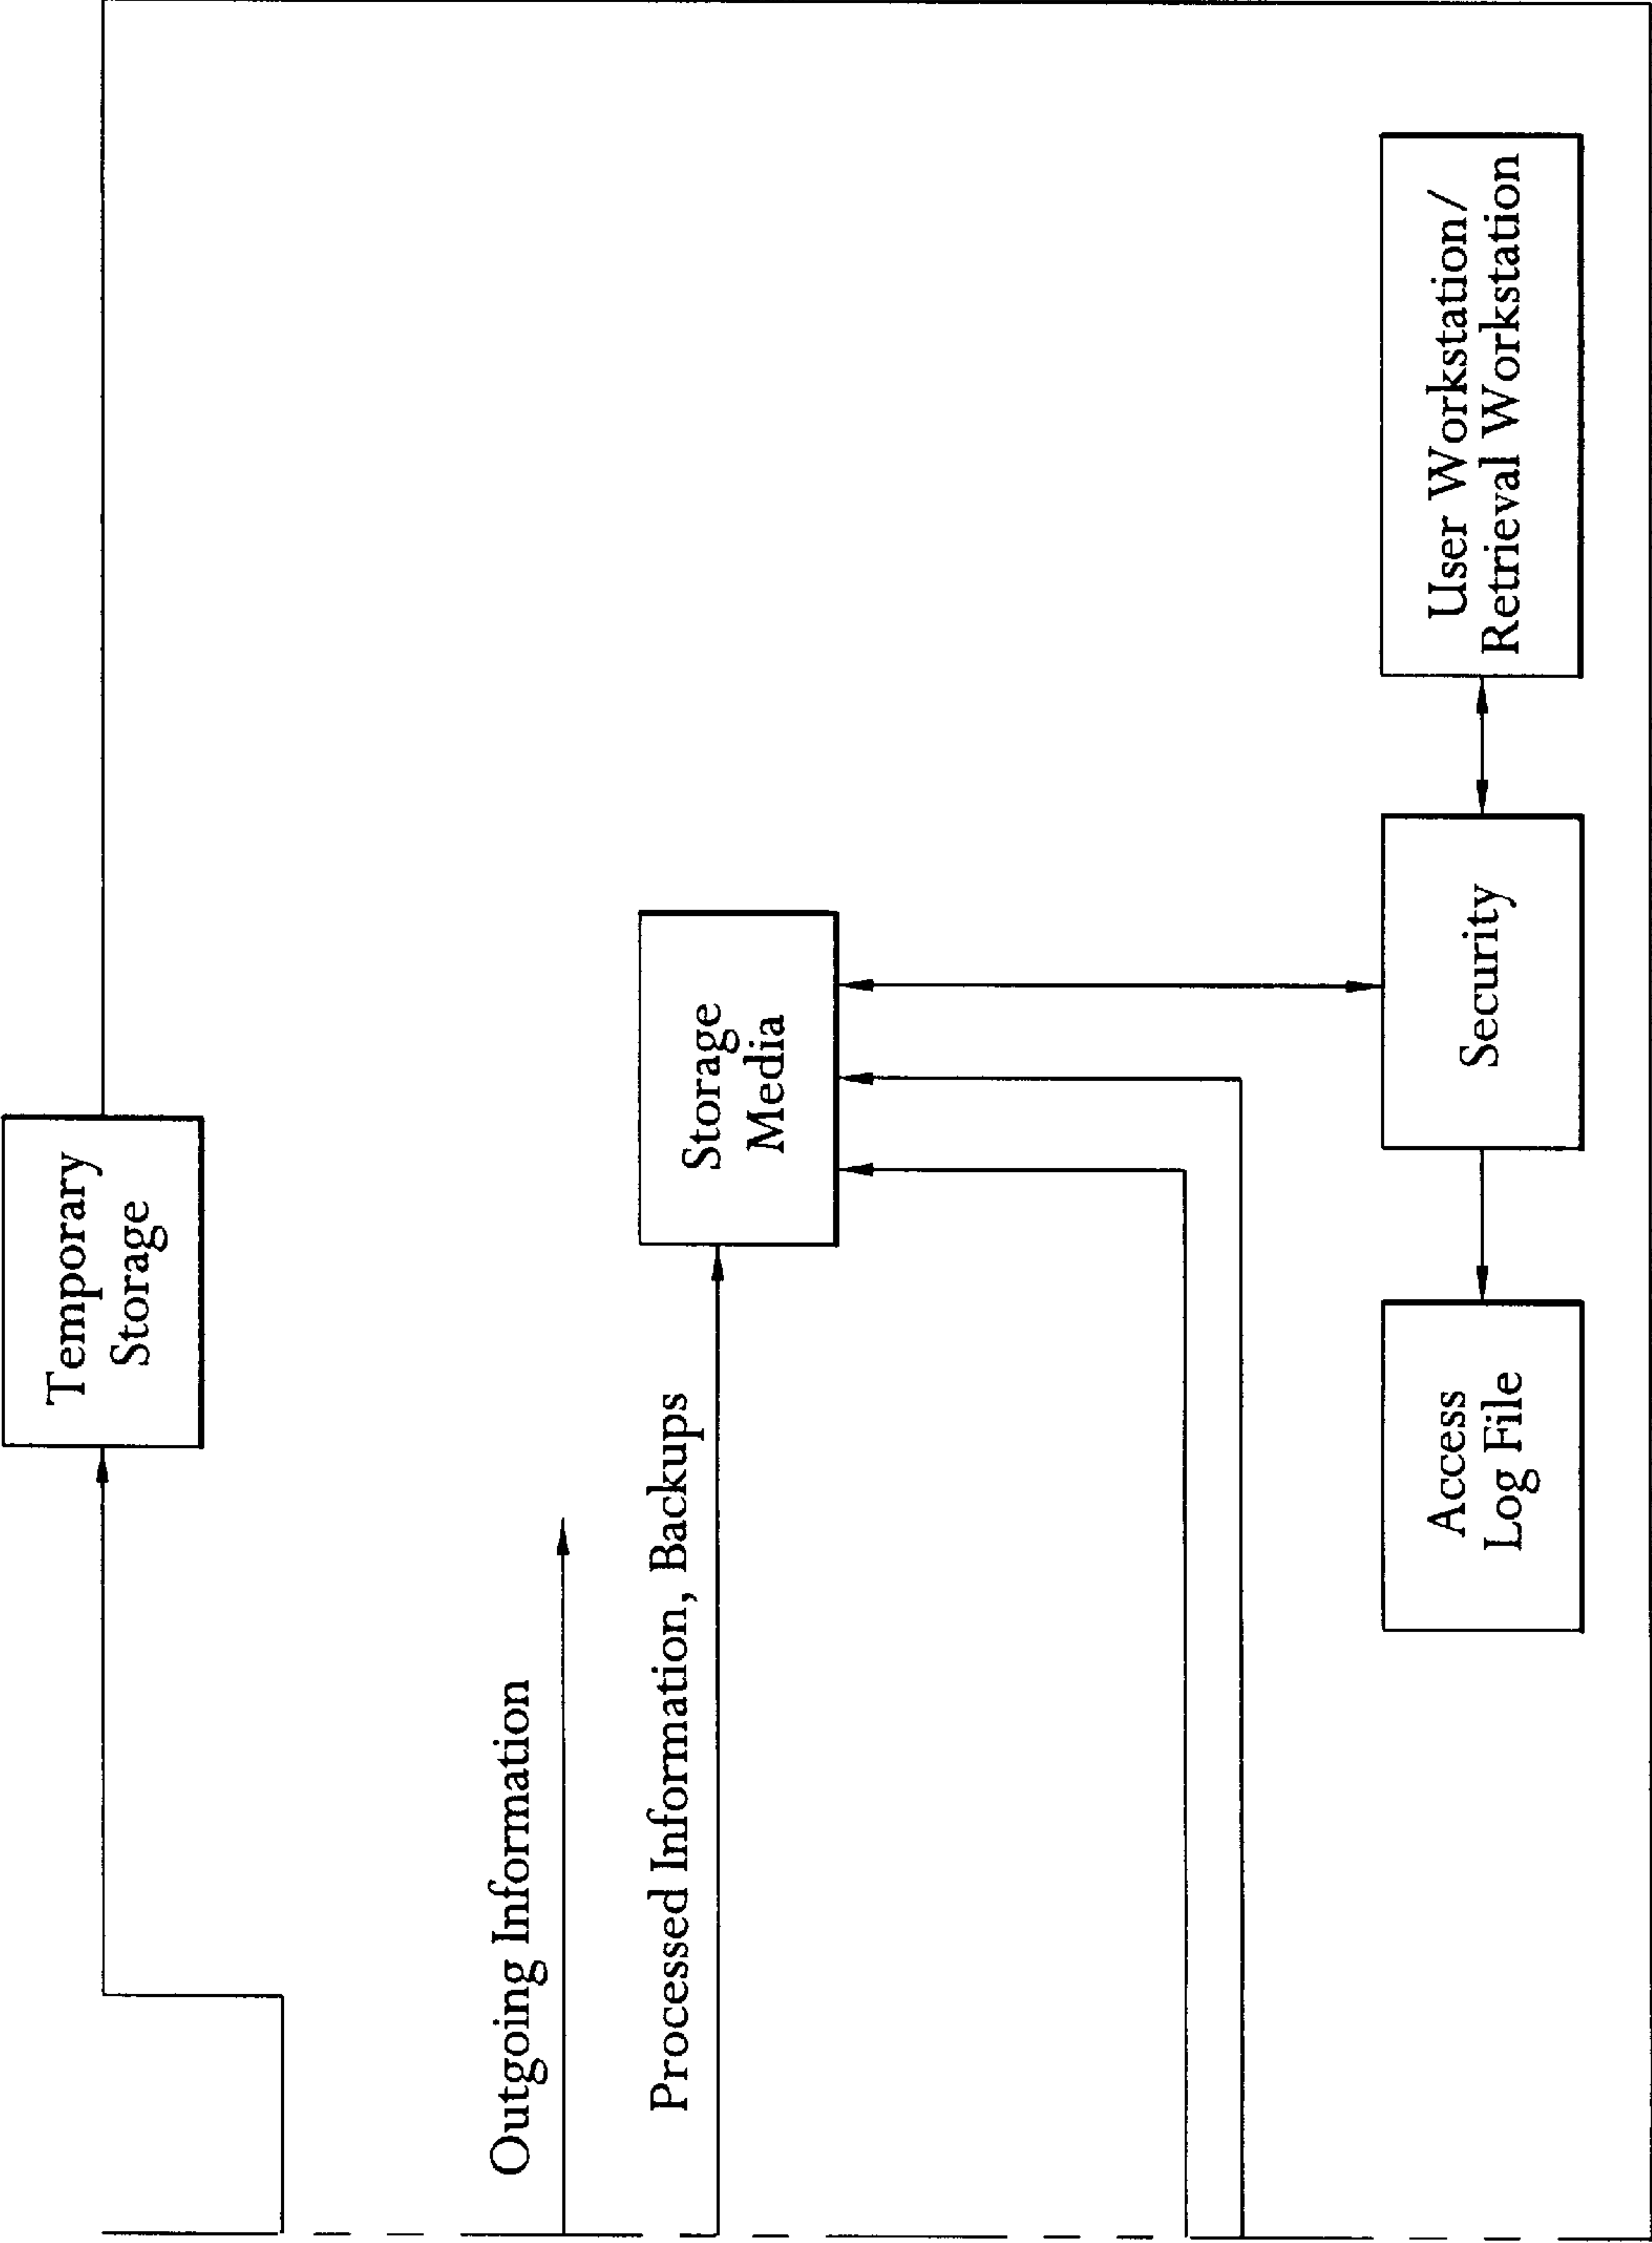 Temporary
Storage
Outgoing Information
Processed Information, Backups
Storage
Media
Access
Log File
Security
User Workstation/
Retrieval Workstation